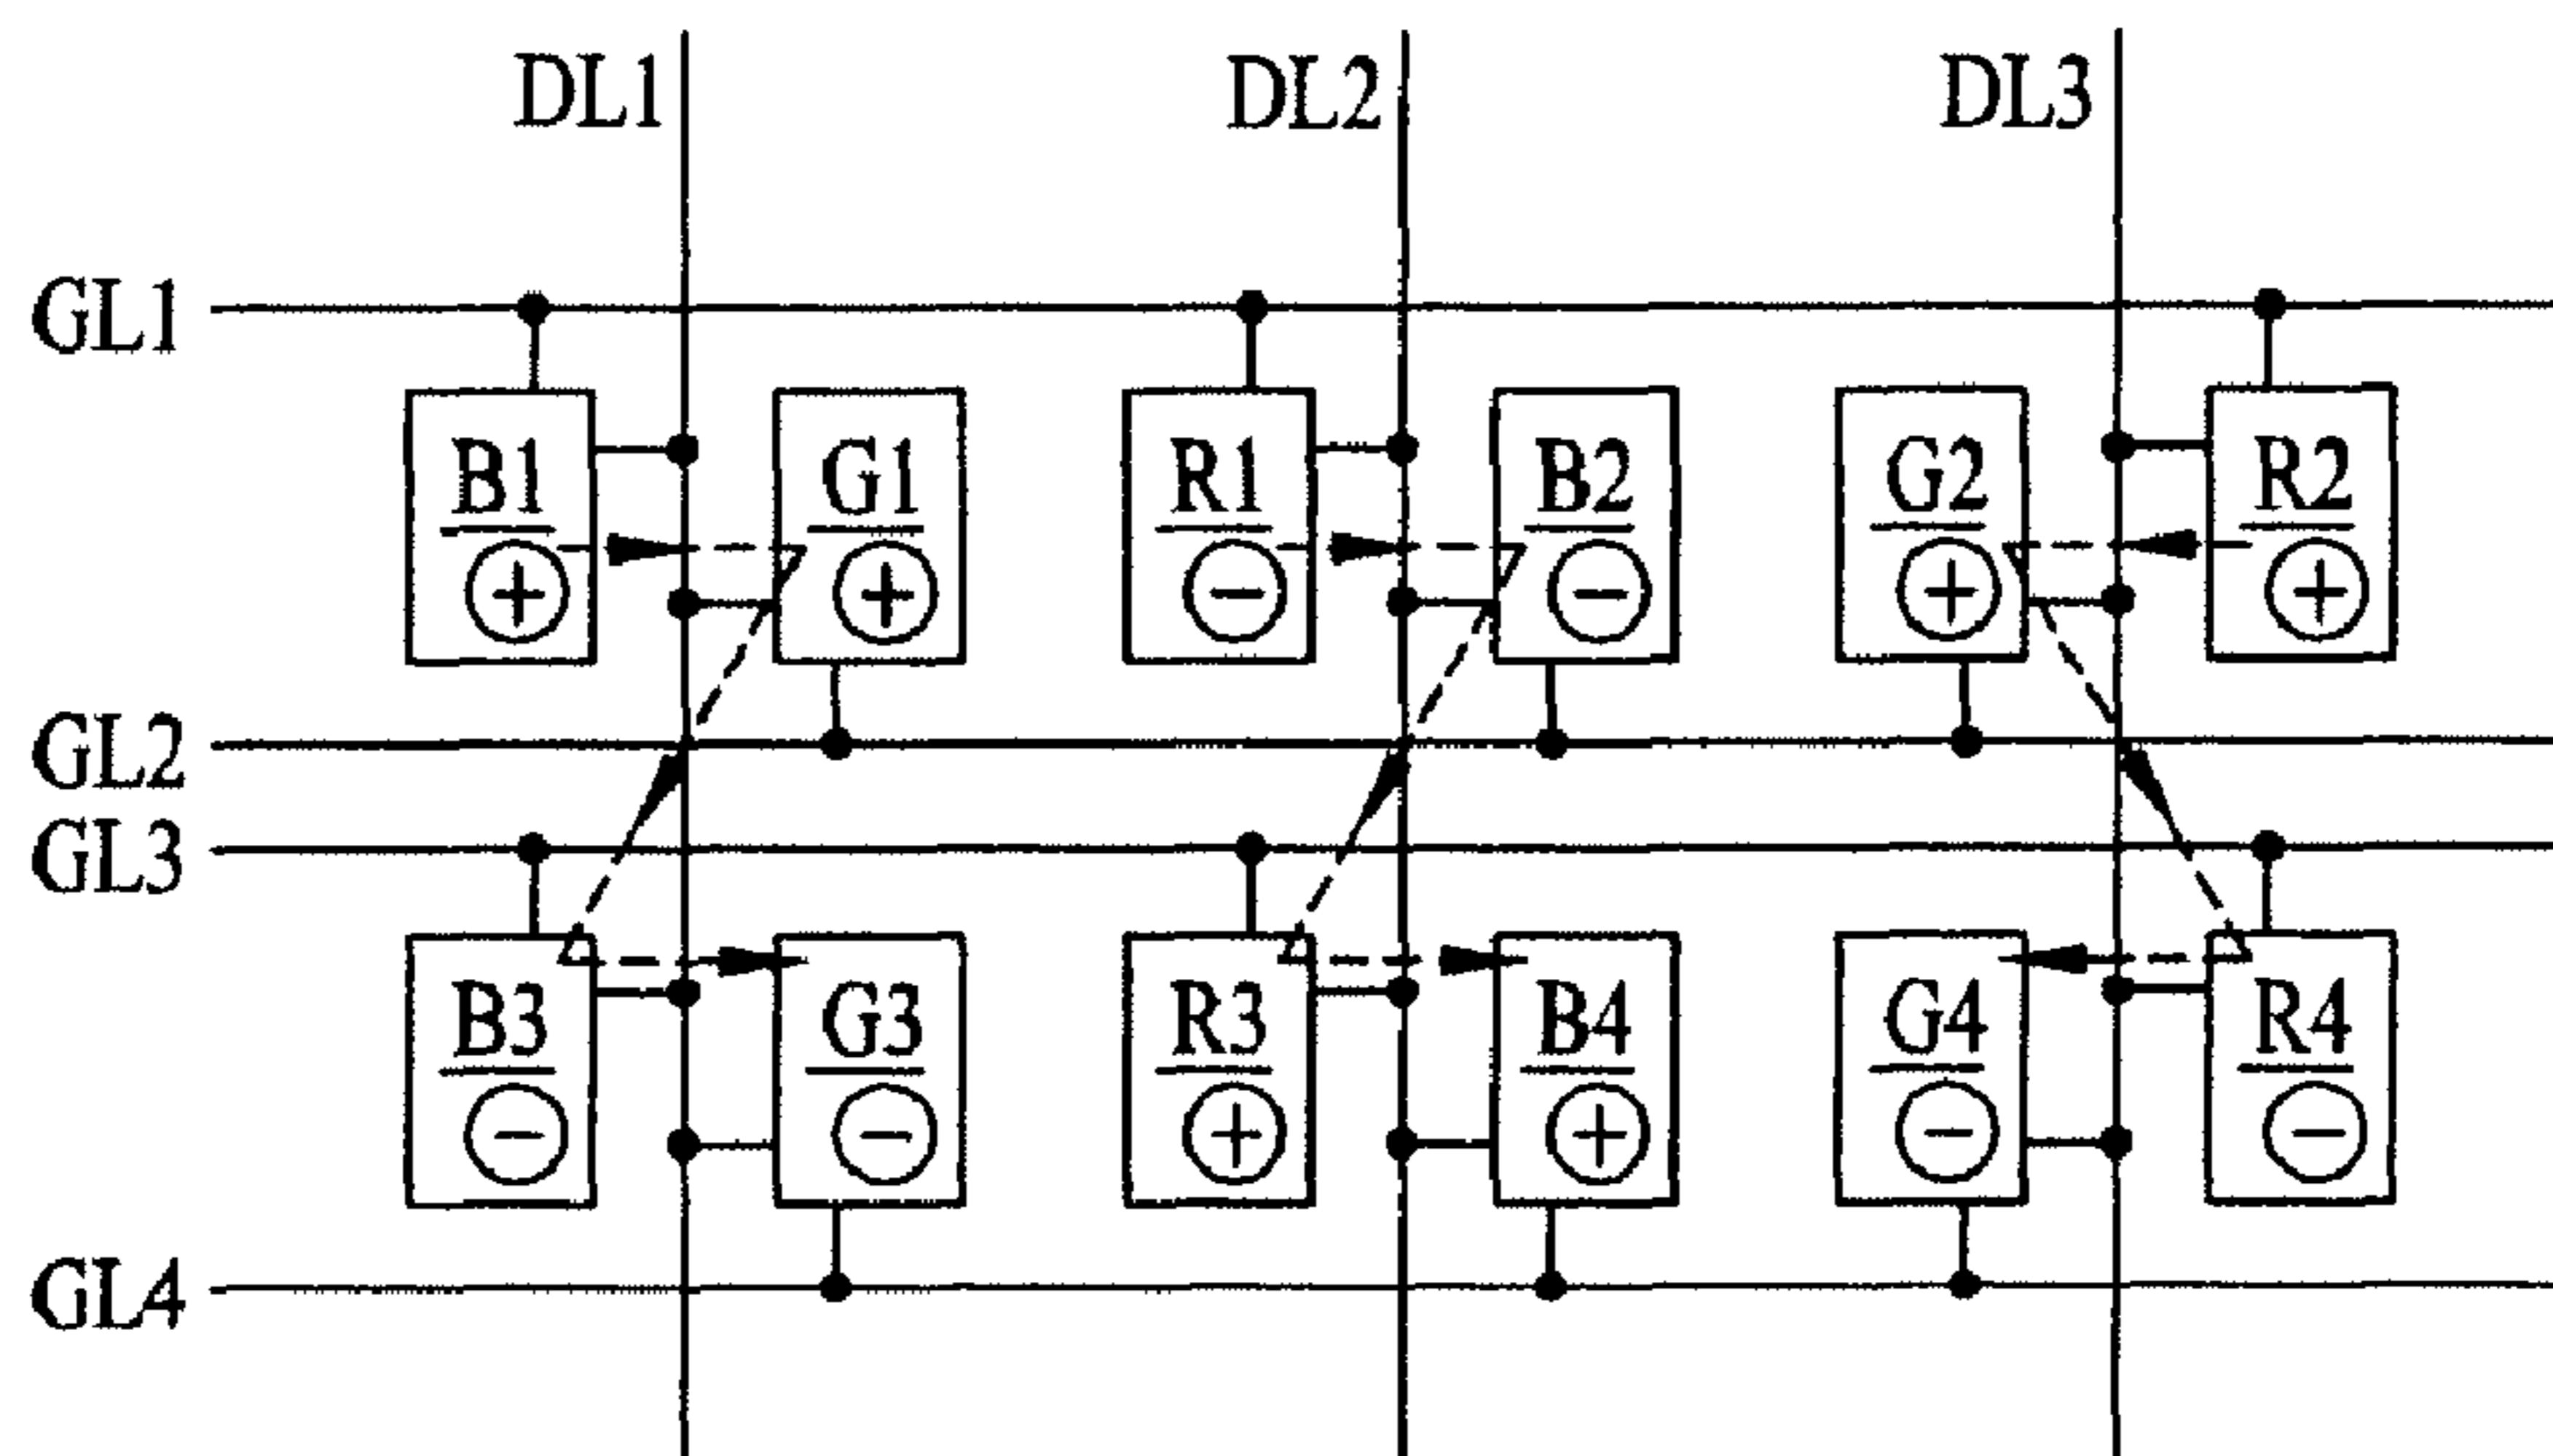 DL1 DL2 DL3
GL1
B1 G1 R1 B2 G2 R2
+ + − − + +
GL2
GL3
B3 G3 R3 B4 G4 R4
− − + + − −
GL4